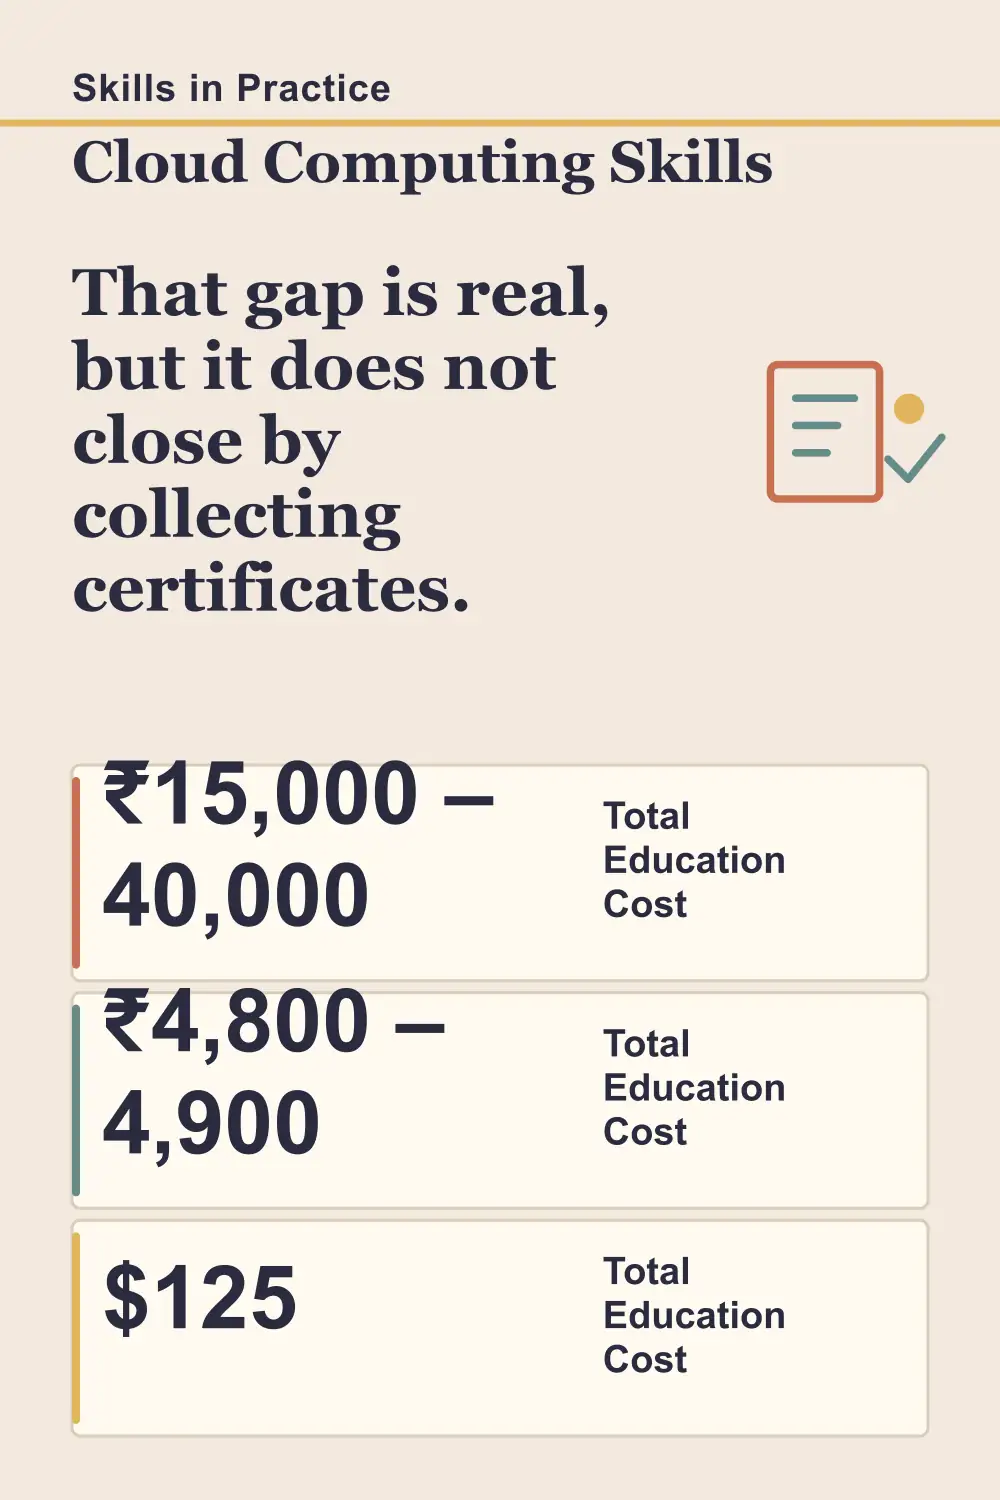 Skills in Practice
Cloud Computing Skills
That gap is real,
but it does not
close by
collecting
certificates.
₹15,000 –
40,000
Total
Education
Cost
₹4,800 –
4,900
Total
Education
Cost
$125
Total
Education
Cost